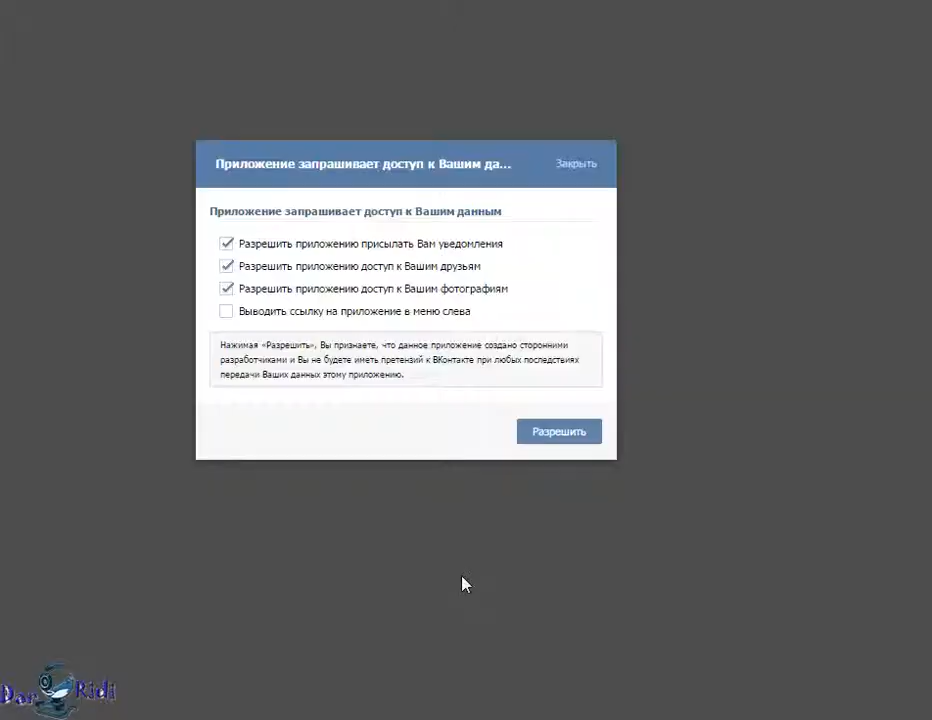 Приложение запрашивает доступ к Вашим да...
Закрыть
Приложение запрашивает доступ к Вашим данным
Разрешить приложению присылать Вам уведомления
Разрешить приложению доступ к Вашим друзьям
Разрешить приложению доступ к Вашим фотографиям
Выводить ссылку на приложение в меню слева
Нажимая «Разрешить», Вы признаете, что данное приложение создано сторонними
разработчиками и Вы не будете иметь претензий к ВКонтакте при любых последствиях
передачи Ваших данных этому приложению.
Разрешить
Dar Ridi